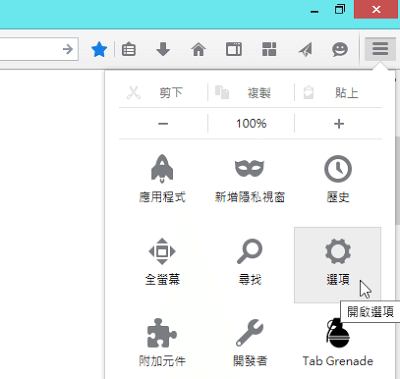 剪下 複製 貼上
− 100% +
應用程式 新增隱私視窗 歷史
全螢幕 尋找 選項
開啟選項
附加元件 開發者 Tab Grenade